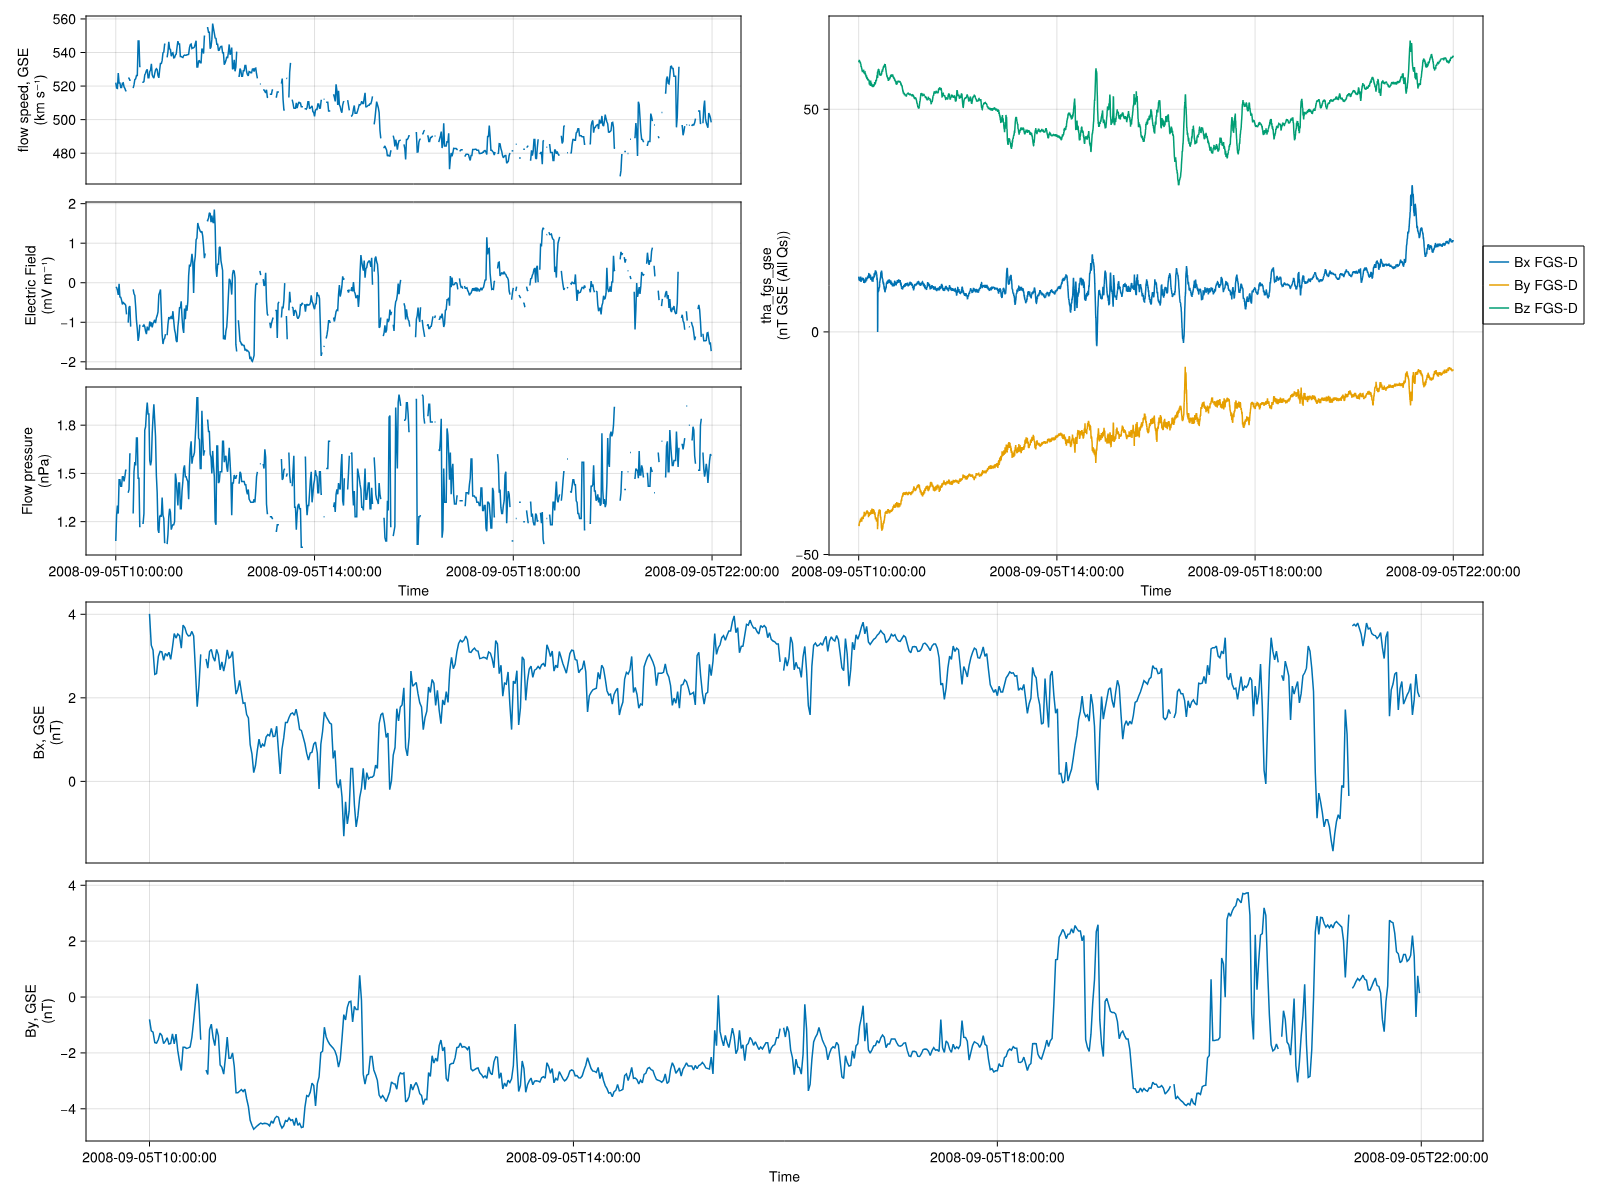 flow speed, GSE
(km s⁻¹)
560
540
520
500
480
Electric Field
(mV m⁻¹)
2
1
0
−1
−2
Flow pressure
(nPa)
1.8
1.5
1.2
2008-09-05T10:00:00
2008-09-05T14:00:00
2008-09-05T18:00:00
2008-09-05T22:00:00
Time
tha_fgs_gse
(nT GSE (All Qs))
50
0
−50
2008-09-05T10:00:00
2008-09-05T14:00:00
2008-09-05T18:00:00
2008-09-05T22:00:00
Time
Bx FGS-D
By FGS-D
Bz FGS-D
Bx, GSE
(nT)
4
2
0
By, GSE
(nT)
4
2
0
−2
−4
2008-09-05T10:00:00
2008-09-05T14:00:00
2008-09-05T18:00:00
2008-09-05T22:00:00
Time